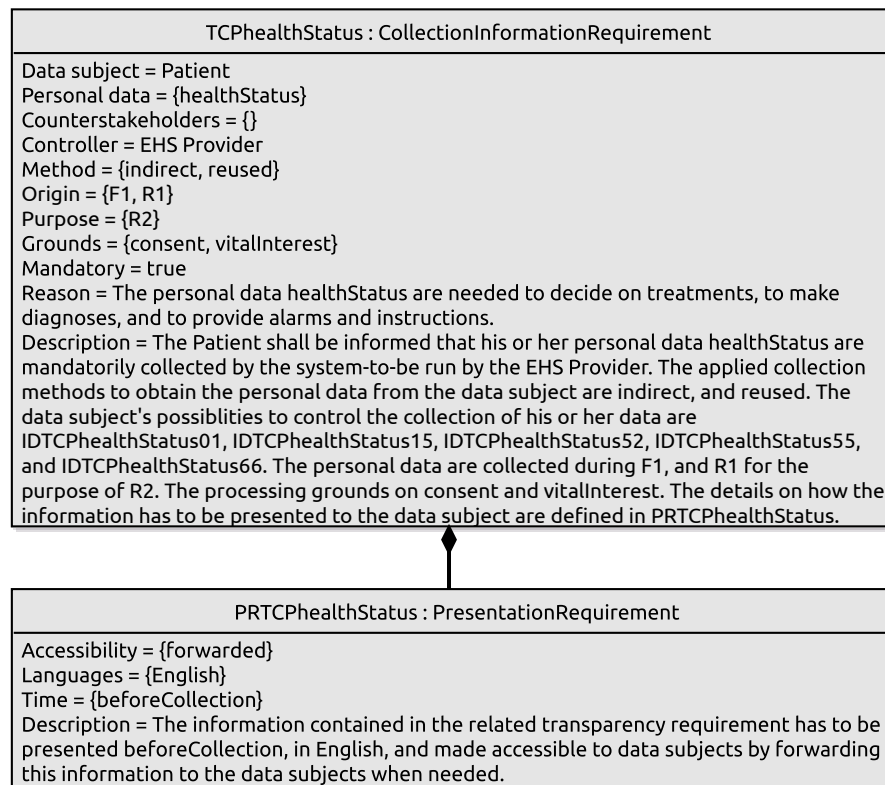 TCPhealthStatus : CollectionInformationRequirement
Data subject = Patient
Personal data = {healthStatus}
Counterstakeholders = {}
Controller = EHS Provider
Method = {indirect, reused}
Origin = {F1, R1}
Purpose = {R2}
Grounds = {consent, vitalInterest}
Mandatory = true
Reason = The personal data healthStatus are needed to decide on treatments, to make
diagnoses, and to provide alarms and instructions.
Description = The Patient shall be informed that his or her personal data healthStatus are
mandatorily collected by the system-to-be run by the EHS Provider. The applied collection
methods to obtain the personal data from the data subject are indirect, and reused. The
data subject's possiblities to control the collection of his or her data are
IDTCPhealthStatus01, IDTCPhealthStatus15, IDTCPhealthStatus52, IDTCPhealthStatus55,
and IDTCPhealthStatus66. The personal data are collected during F1, and R1 for the
purpose of R2. The processing grounds on consent and vitalInterest. The details on how the
information has to be presented to the data subject are defined in PRTCPhealthStatus.
PRTCPhealthStatus : PresentationRequirement
Accessibility = {forwarded}
Languages = {English}
Time = {beforeCollection}
Description = The information contained in the related transparency requirement has to be
presented beforeCollection, in English, and made accessible to data subjects by forwarding
this information to the data subjects when needed.